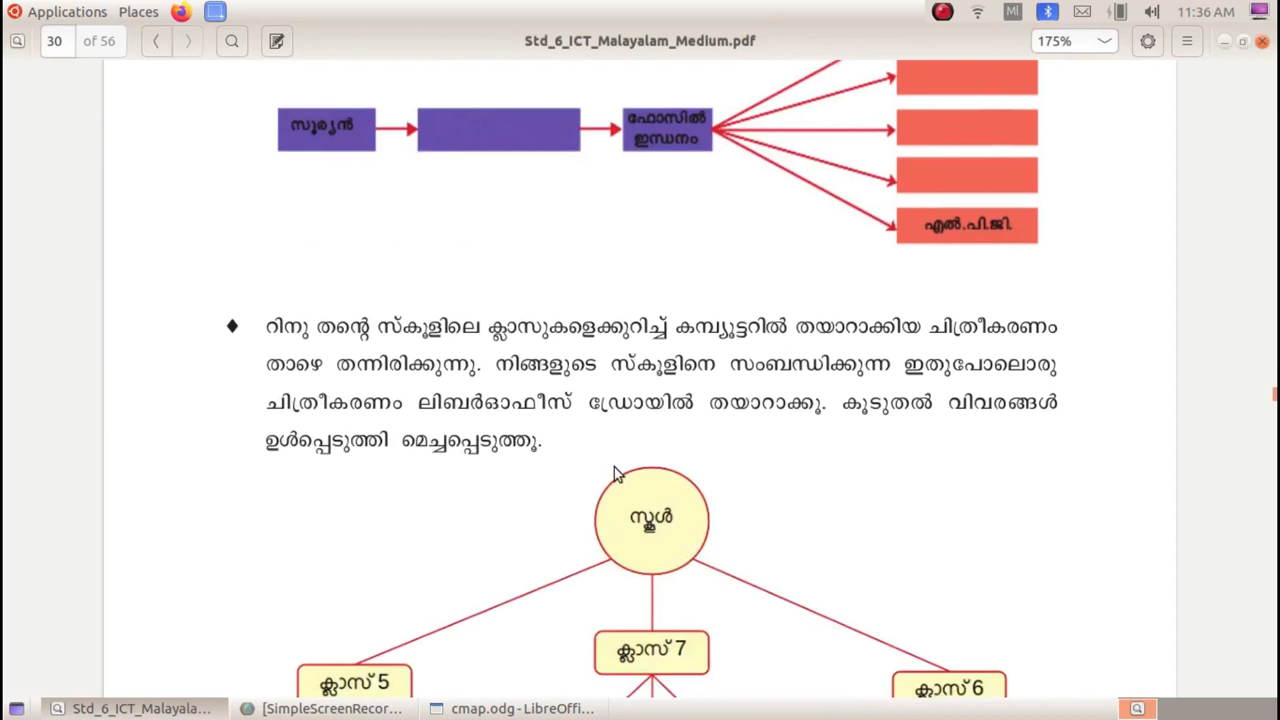 Applications Places MI 11:36 AM
30 of 56 Std_6_ICT_Malayalam_Medium.pdf 175%
സൂര്യൻ
ഫോസിൽ
ഇന്ധനം
എൽ.പി.ജി.
♦ റിനു തന്റെ സ്കൂളിലെ ക്ലാസുകളെക്കുറിച്ച് കമ്പ്യൂട്ടറിൽ തയാറാക്കിയ ചിത്രീകരണം
താഴെ തന്നിരിക്കുന്നു. നിങ്ങളുടെ സ്കൂളിനെ സംബന്ധിക്കുന്ന ഇതുപോലൊരു
ചിത്രീകരണം ലിബർഓഫീസ് ഡ്രോയിൽ തയാറാക്കൂ. കൂടുതൽ വിവരങ്ങൾ
ഉൾപ്പെടുത്തി മെച്ചപ്പെടുത്തൂ.
സ്കൂൾ
ക്ലാസ് 7
ക്ലാസ് 5
ക്ലാസ് 6
Std_6_ICT_Malayala... [SimpleScreenRecor... cmap.odg - LibreOffi...